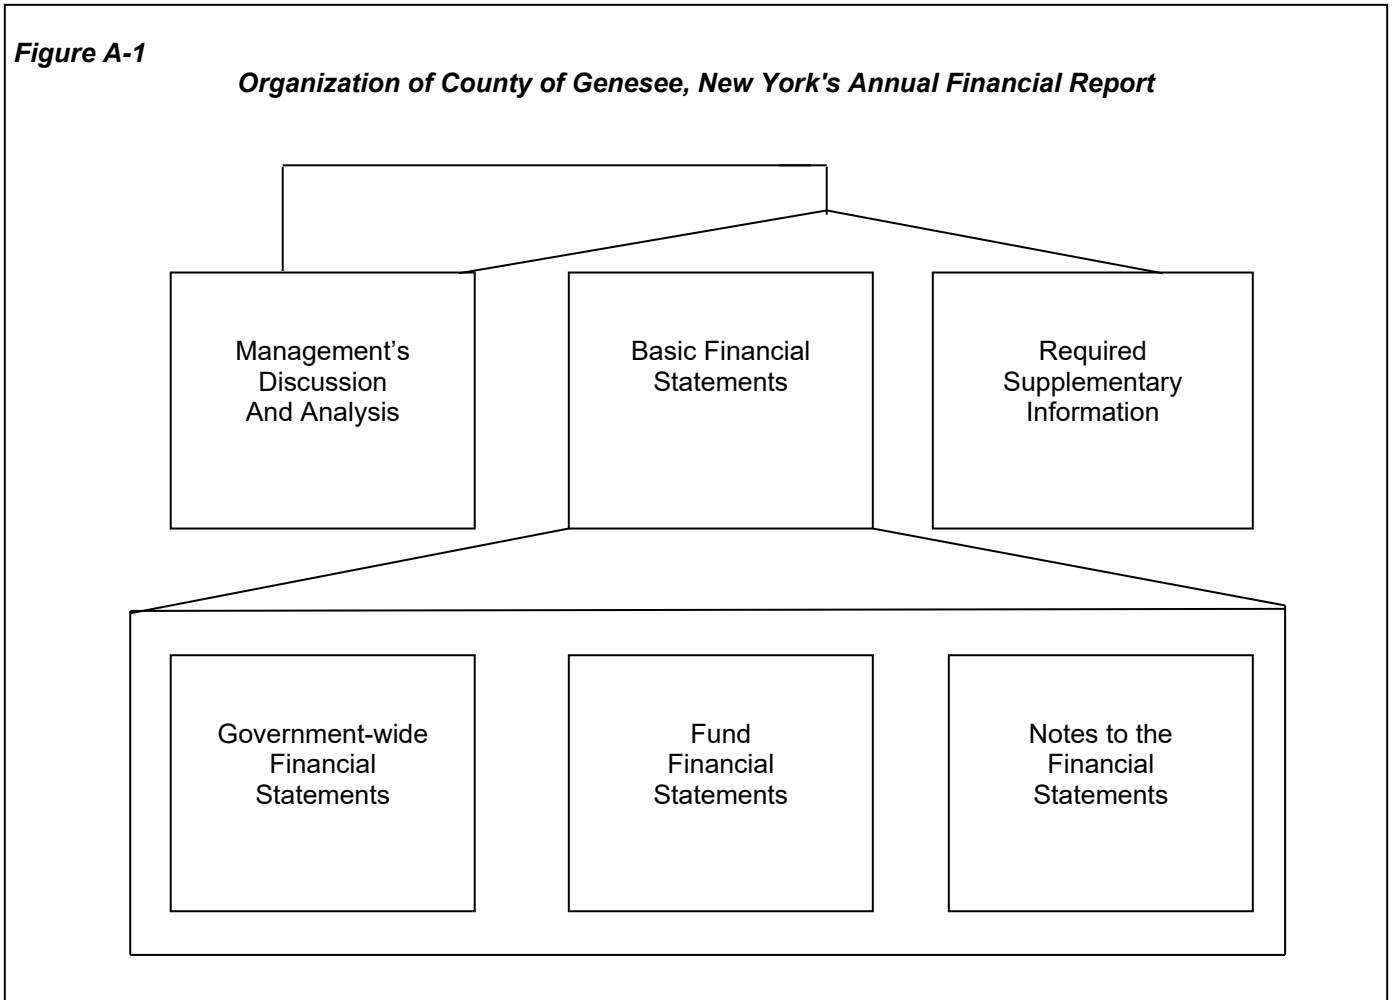 Figure A-1
Organization of County of Genesee, New York's Annual Financial Report
Management’s
Discussion
And Analysis
Basic Financial
Statements
Required
Supplementary
Information
Government-wide
Financial
Statements
Fund
Financial
Statements
Notes to the
Financial
Statements